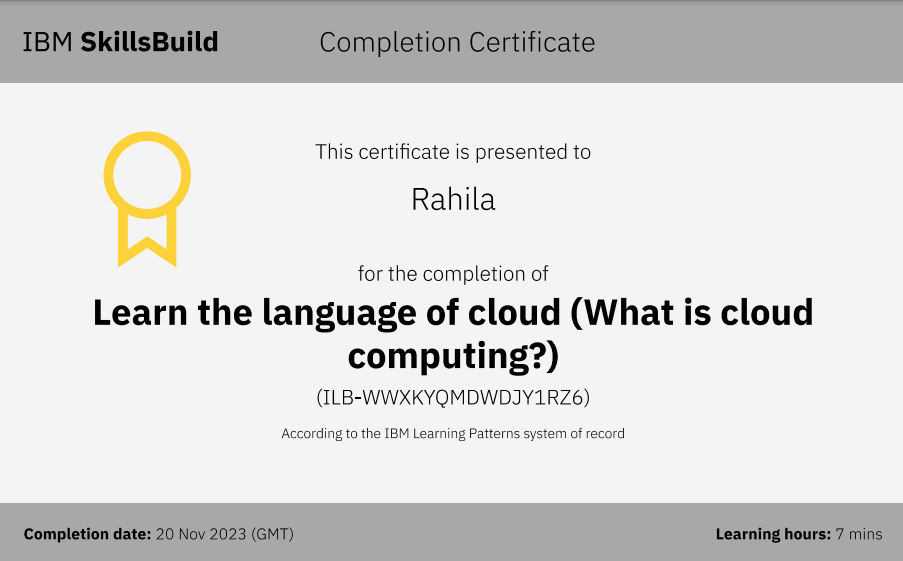 IBM SkillsBuild
Completion Certificate
This certificate is presented to
Rahila
for the completion of
Learn the language of cloud (What is cloud
computing?)
(ILB-WWXKYQMDWDJY1RZ6)
According to the IBM Learning Patterns system of record
Completion date: 20 Nov 2023 (GMT)
Learning hours: 7 mins